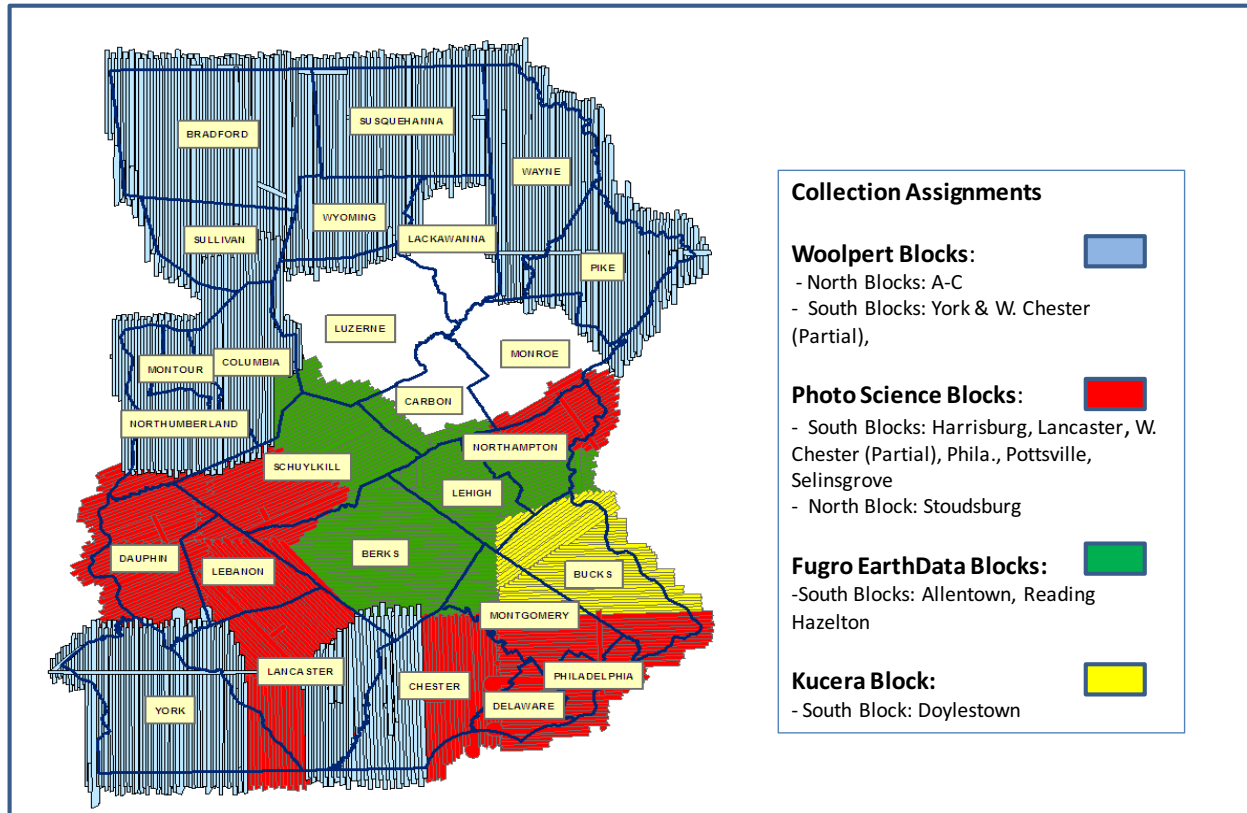 BRADFORD
SUSQUEHANNA
WAYNE
WYOMING
SULLIVAN
LACKAWANNA
PIKE
LUZERNE
MONROE
COLUMBIA
MONTOUR
CARBON
NORTHUMBERLAND
NORTHAMPTON
SCHUYLKILL
LEHIGH
DAUPHIN
LEBANON
BERKS
BUCKS
MONTGOMERY
LANCASTER
CHESTER
PHILADELPHIA
DELAWARE
YORK
Collection Assignments
Woolpert Blocks:
- North Blocks: A-C
- South Blocks: York & W. Chester
(Partial),
Photo Science Blocks:
- South Blocks: Harrisburg, Lancaster, W.
Chester (Partial), Phila., Pottsville,
Selinsgrove
- North Block: Stoudsburg
Fugro EarthData Blocks:
-South Blocks: Allentown, Reading
Hazelton
Kucera Block:
- South Block: Doylestown